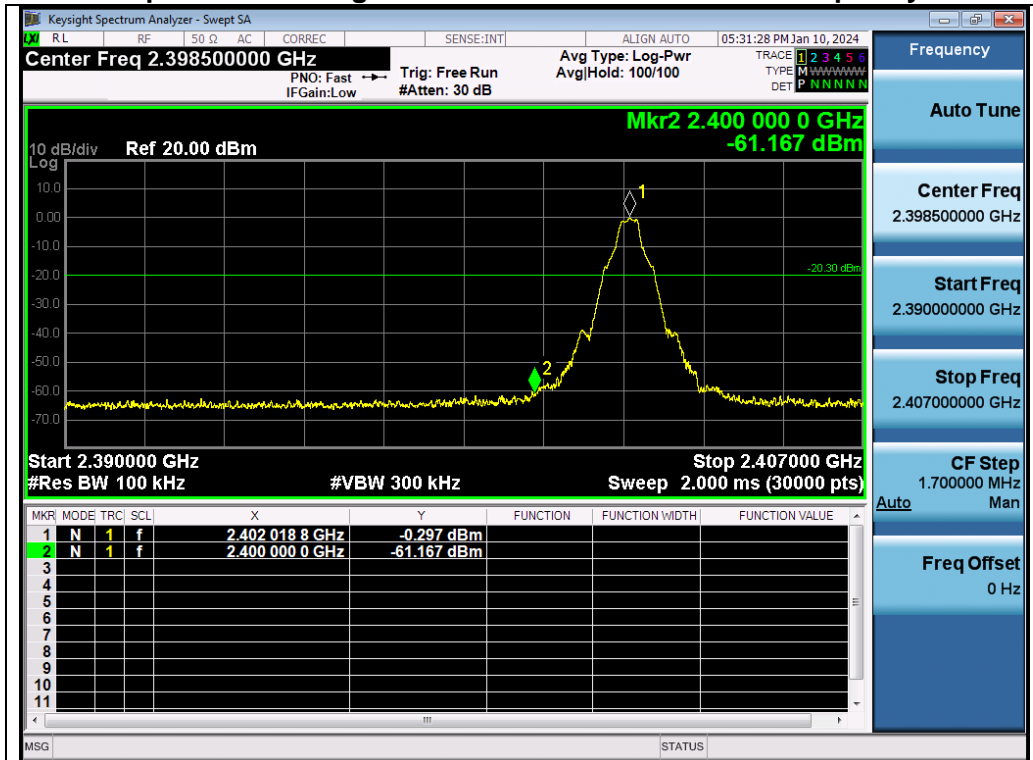 Keysight Spectrum Analyzer - Swept SA
LXI RL RF 50 Ω AC CORREC SENSE:INT ALIGN AUTO 05:31:28 PM Jan 10, 2024
Center Freq 2.398500000 GHz
PNO: Fast
IFGain:Low
Trig: Free Run
#Atten: 30 dB
Avg Type: Log-Pwr
Avg|Hold: 100/100
TRACE 1 2 3 4 5 6
TYPE M WWWWW
DET P N N N N N
Mkr2 2.400 000 0 GHz
-61.167 dBm
10 dB/div Ref 20.00 dBm
Log
10.0
0.00
-10.0
-20.0
-30.0
-40.0
-50.0
-60.0
-70.0
1
-20.30 dBm
2
Start 2.390000 GHz Stop 2.407000 GHz
#Res BW 100 kHz #VBW 300 kHz Sweep 2.000 ms (30000 pts)
MKR MODE TRC SCL X Y FUNCTION FUNCTION WIDTH FUNCTION VALUE
1 N 1 f 2.402 018 8 GHz -0.297 dBm
2 N 1 f 2.400 000 0 GHz -61.167 dBm
3
4
5
6
7
8
9
10
11
MSG STATUS
Frequency
Auto Tune
Center Freq
2.398500000 GHz
Start Freq
2.390000000 GHz
Stop Freq
2.407000000 GHz
CF Step
1.700000 MHz
Auto Man
Freq Offset
0 Hz